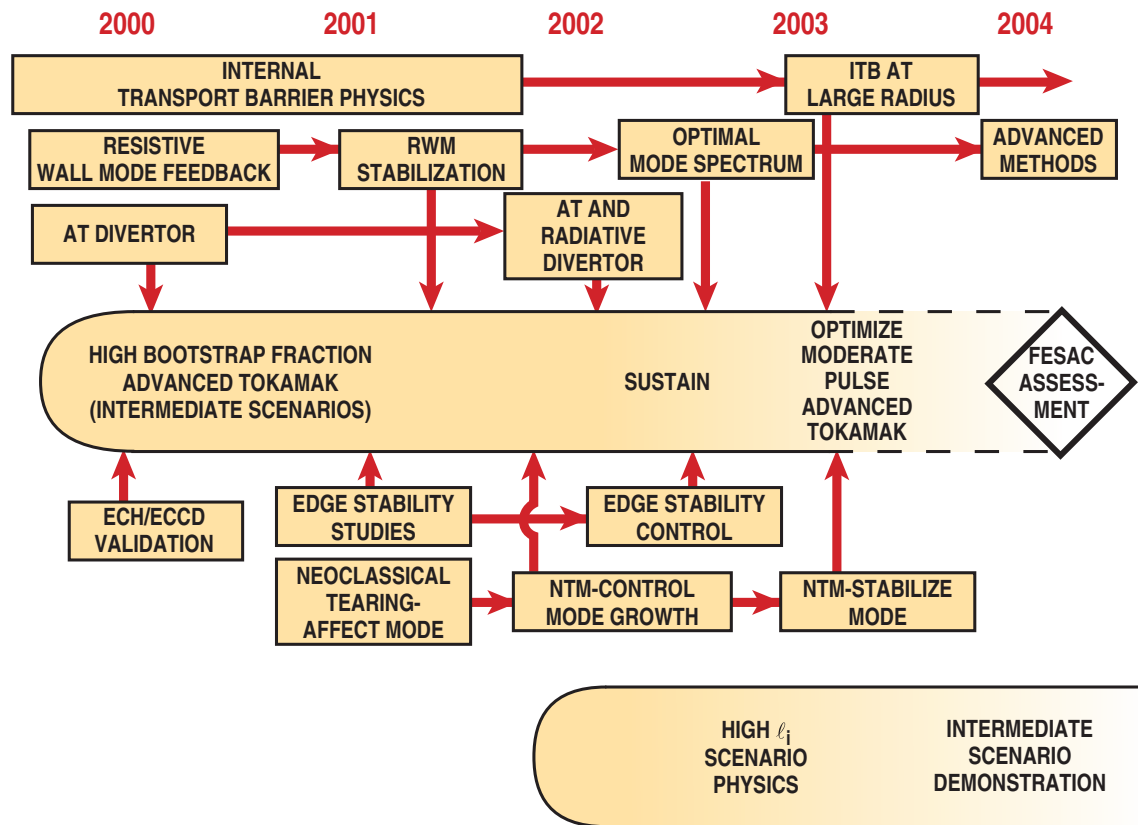 2000 2001 2002 2003 2004
INTERNAL
TRANSPORT BARRIER PHYSICS
ITB AT
LARGE RADIUS
RESISTIVE
WALL MODE FEEDBACK
RWM
STABILIZATION
OPTIMAL
MODE SPECTRUM
ADVANCED
METHODS
AT DIVERTOR
AT AND
RADIATIVE
DIVERTOR
HIGH BOOTSTRAP FRACTION
ADVANCED TOKAMAK
(INTERMEDIATE SCENARIOS)
SUSTAIN
OPTIMIZE
MODERATE
PULSE
ADVANCED
TOKAMAK
FESAC
ASSESS-
MENT
ECH/ECCD
VALIDATION
EDGE STABILITY
STUDIES
EDGE STABILITY
CONTROL
NEOCLASSICAL
TEARING-
AFFECT MODE
NTM-CONTROL
MODE GROWTH
NTM-STABILIZE
MODE
HIGH ℓi
SCENARIO
PHYSICS
INTERMEDIATE
SCENARIO
DEMONSTRATION